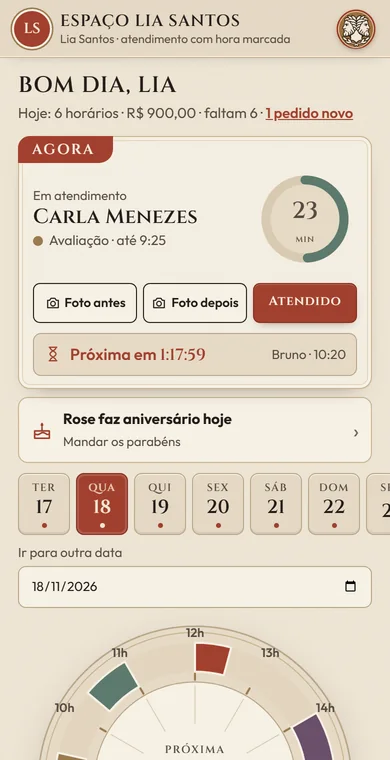 LS
ESPAÇO LIA SANTOS
Lia Santos · atendimento com hora marcada
BOM DIA, LIA
Hoje: 6 horários · R$ 900,00 · faltam 6 · 1 pedido novo
AGORA
Em atendimento
CARLA MENEZES
Avaliação · até 9:25
23
MIN
Foto antes
Foto depois
ATENDIDO
Próxima em 1:17:59
Bruno · 10:20
Rose faz aniversário hoje
Mandar os parabéns
TER
17
QUA
18
QUI
19
SEX
20
SÁB
21
DOM
22
Ir para outra data
18/11/2026
12h
11h
13h
10h
14h
PRÓXIMA